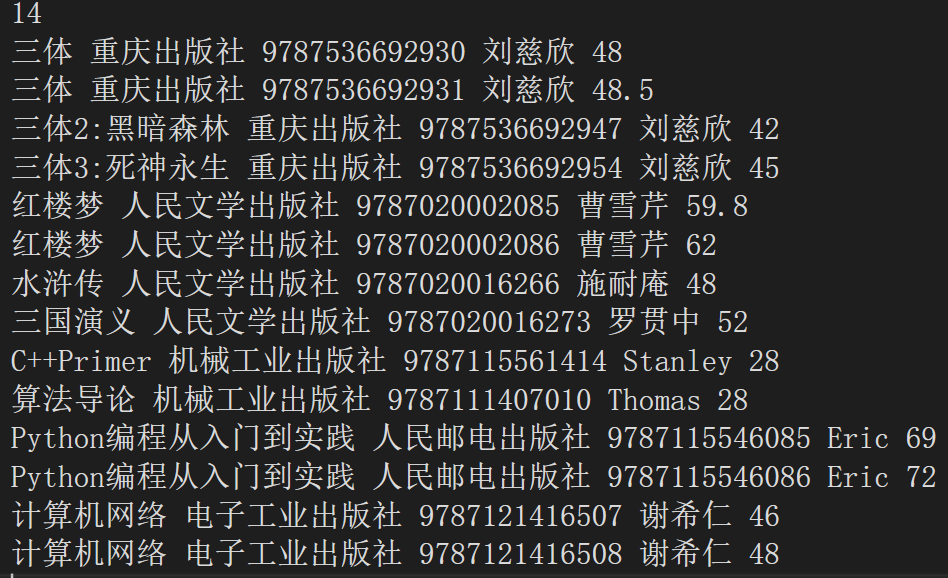 14
三体 重庆出版社 9787536692930 刘慈欣 48
三体 重庆出版社 9787536692931 刘慈欣 48.5
三体2:黑暗森林 重庆出版社 9787536692947 刘慈欣 42
三体3:死神永生 重庆出版社 9787536692954 刘慈欣 45
红楼梦 人民文学出版社 9787020002085 曹雪芹 59.8
红楼梦 人民文学出版社 9787020002086 曹雪芹 62
水浒传 人民文学出版社 9787020016266 施耐庵 48
三国演义 人民文学出版社 9787020016273 罗贯中 52
C++Primer 机械工业出版社 9787115561414 Stanley 28
算法导论 机械工业出版社 9787111407010 Thomas 28
Python编程从入门到实践 人民邮电出版社 9787115546085 Eric 69
Python编程从入门到实践 人民邮电出版社 9787115546086 Eric 72
计算机网络 电子工业出版社 9787121416507 谢希仁 46
计算机网络 电子工业出版社 9787121416508 谢希仁 48